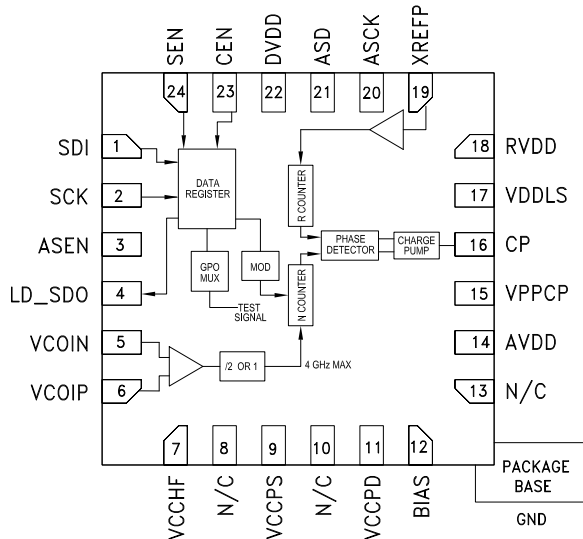 SEN
CEN
DVDD
ASD
ASCK
XREFP
24
23
22
21
20
19
SDI
1
SCK
2
ASEN
3
LD_SDO
4
VCOIN
5
VCOIP
6
DATA
REGISTER
GPO
MUX
MOD
TEST
SIGNAL
/2 OR 1
4 GHz MAX
R COUNTER
N COUNTER
PHASE
DETECTOR
CHARGE
PUMP
18
RVDD
17
VDDLS
16
CP
15
VPPCP
14
AVDD
13
N/C
7
8
9
10
11
12
VCCHF
N/C
VCCPS
N/C
VCCPD
BIAS
PACKAGE
BASE
GND